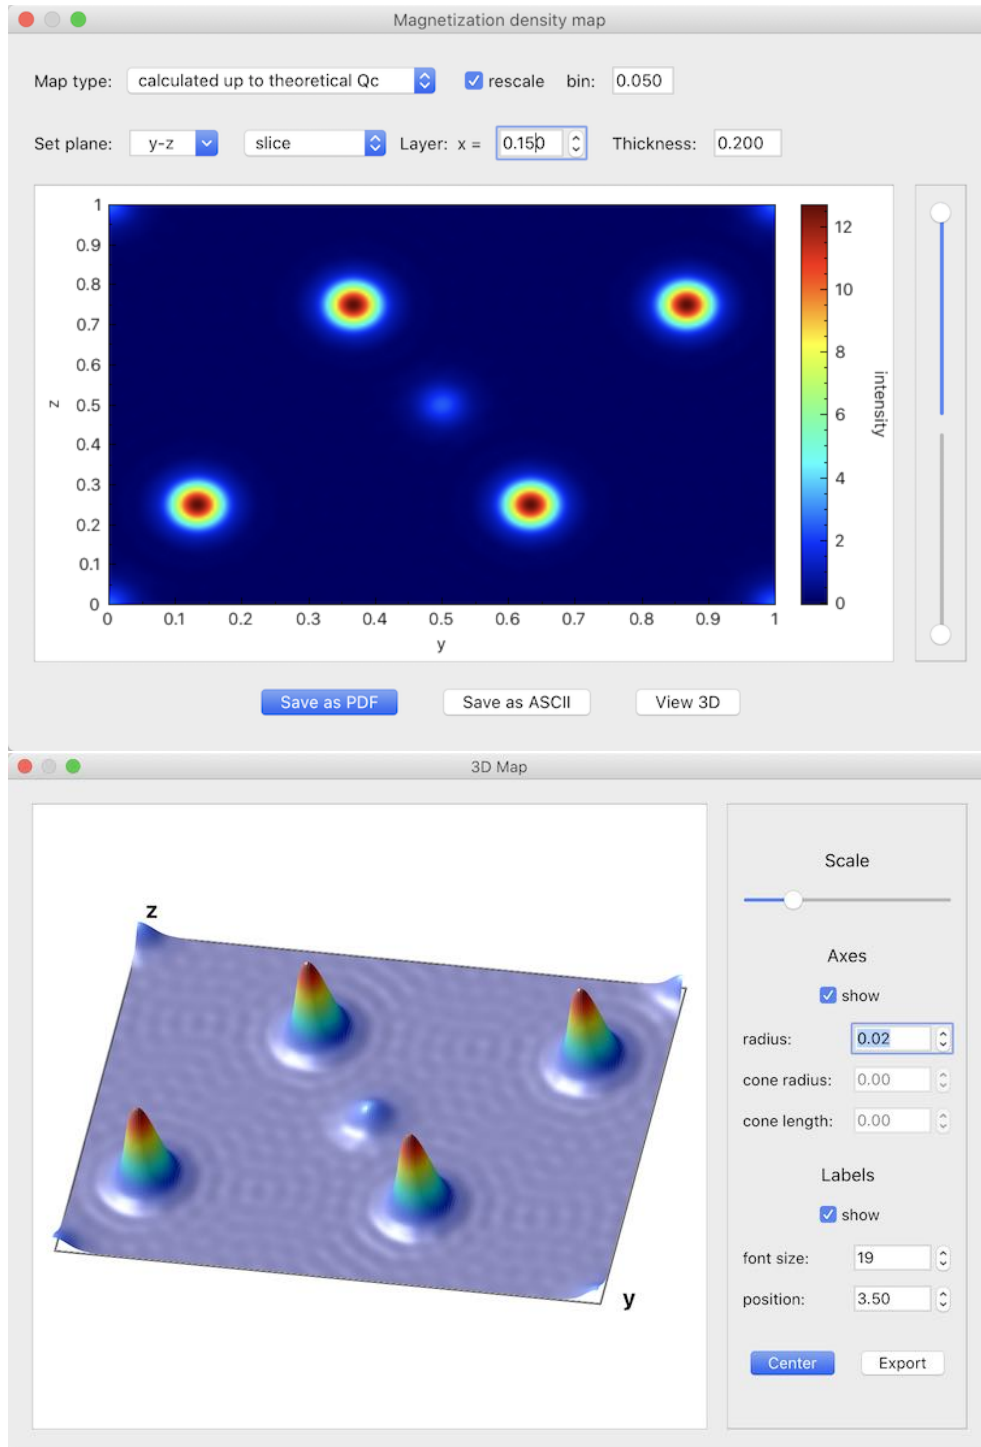 Magnetization density map
Map type: calculated up to theoretical Qc rescale bin: 0.050
Set plane: y-z slice Layer: x = 0.150 Thickness: 0.200
1
0.9
0.8
0.7
0.6
0.5
0.4
0.3
0.2
0.1
0
z
0 0.1 0.2 0.3 0.4 0.5 0.6 0.7 0.8 0.9 1
y
12
10
8
6
4
2
0
intensity
Save as PDF Save as ASCII View 3D
3D Map
z
y
Scale
Axes
show
radius: 0.02
cone radius: 0.00
cone length: 0.00
Labels
show
font size: 19
position: 3.50
Center Export